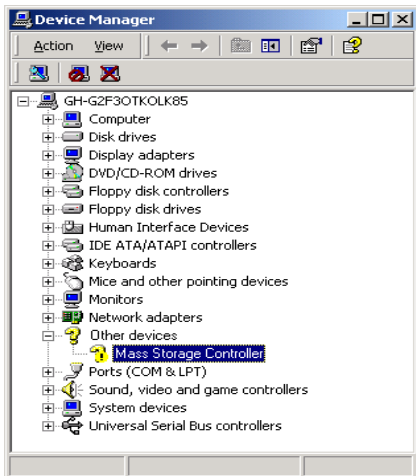 Device Manager
Action View
GH-G2F3OTKOLK85
Computer
Disk drives
Display adapters
DVD/CD-ROM drives
Floppy disk controllers
Floppy disk drives
Human Interface Devices
IDE ATA/ATAPI controllers
Keyboards
Mice and other pointing devices
Monitors
Network adapters
Other devices
Mass Storage Controller
Ports (COM & LPT)
Sound, video and game controllers
System devices
Universal Serial Bus controllers